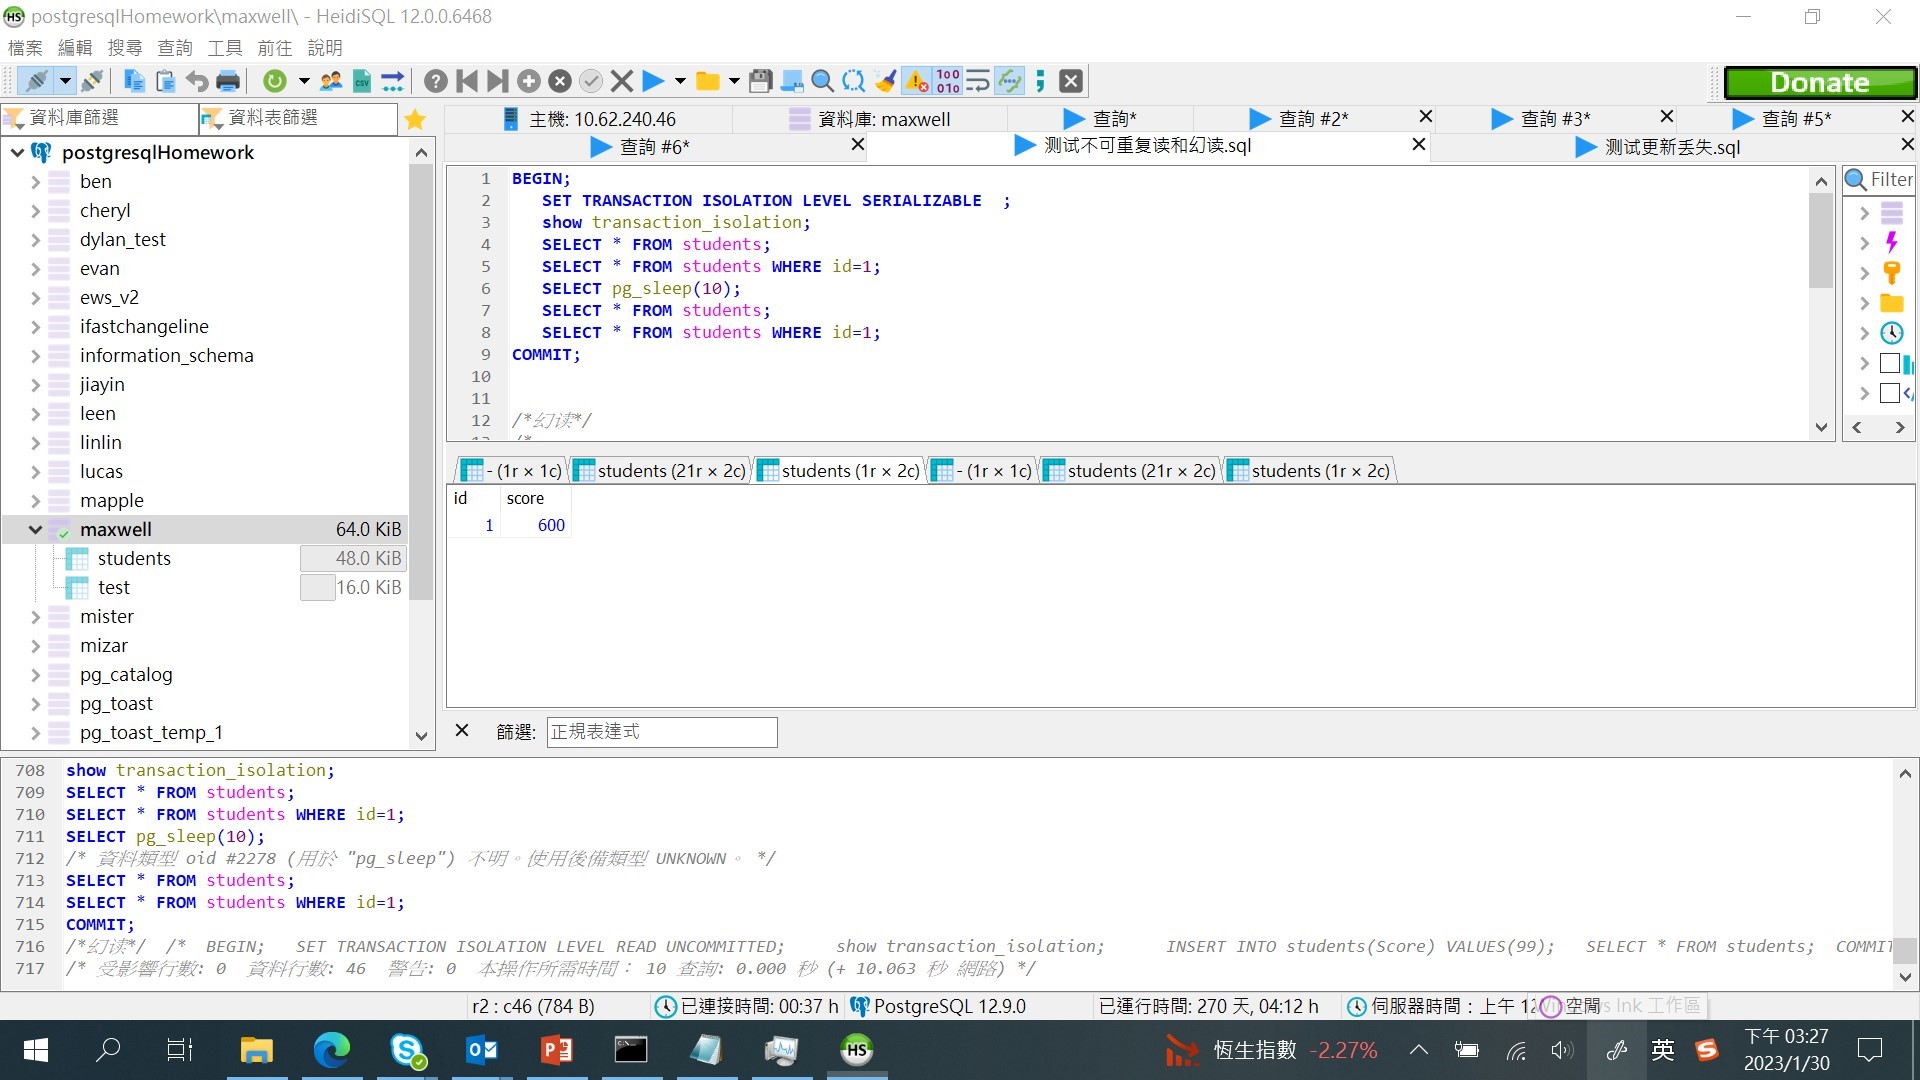 postgresqlHomework\maxwell\ - HeidiSQL 12.0.0.6468
檔案 編輯 搜尋 查詢 工具 前往 說明
Donate
資料庫篩選 資料表篩選
主機: 10.62.240.46 資料庫: maxwell 查詢* 查詢 #2* 查詢 #3* 查詢 #5*
查詢 #6* 测试不可重复读和幻读.sql 测试更新丢失.sql
postgresqlHomework
ben
cheryl
dylan_test
evan
ews_v2
ifastchangeline
information_schema
jiayin
leen
linlin
lucas
mapple
maxwell 64.0 KiB
students 48.0 KiB
test 16.0 KiB
mister
mizar
pg_catalog
pg_toast
pg_toast_temp_1
1 BEGIN;
2 SET TRANSACTION ISOLATION LEVEL SERIALIZABLE ;
3 show transaction_isolation;
4 SELECT * FROM students;
5 SELECT * FROM students WHERE id=1;
6 SELECT pg_sleep(10);
7 SELECT * FROM students;
8 SELECT * FROM students WHERE id=1;
9 COMMIT;
10
11
12 /*幻读*/
Filter
- (1r × 1c) students (21r × 2c) students (1r × 2c) - (1r × 1c) students (21r × 2c) students (1r × 2c)
id score
1 600
篩選: 正規表達式
708 show transaction_isolation;
709 SELECT * FROM students;
710 SELECT * FROM students WHERE id=1;
711 SELECT pg_sleep(10);
712 /* 資料類型 oid #2278 (用於 "pg_sleep") 不明。使用後備類型 UNKNOWN。 */
713 SELECT * FROM students;
714 SELECT * FROM students WHERE id=1;
715 COMMIT;
716 /*幻读*/ /* BEGIN; SET TRANSACTION ISOLATION LEVEL READ UNCOMMITTED; show transaction_isolation; INSERT INTO students(Score) VALUES(99); SELECT * FROM students; COMMIT
717 /* 受影響行數: 0 資料行數: 46 警告: 0 本操作所需時間： 10 查詢: 0.000 秒 (+ 10.063 秒 網路) */
r2 : c46 (784 B) 已連接時間: 00:37 h PostgreSQL 12.9.0 已運行時間: 270 天, 04:12 h 伺服器時間：上午 空閒 Ink 工作區
恆生指數 -2.27% 英 下午 03:27
2023/1/30